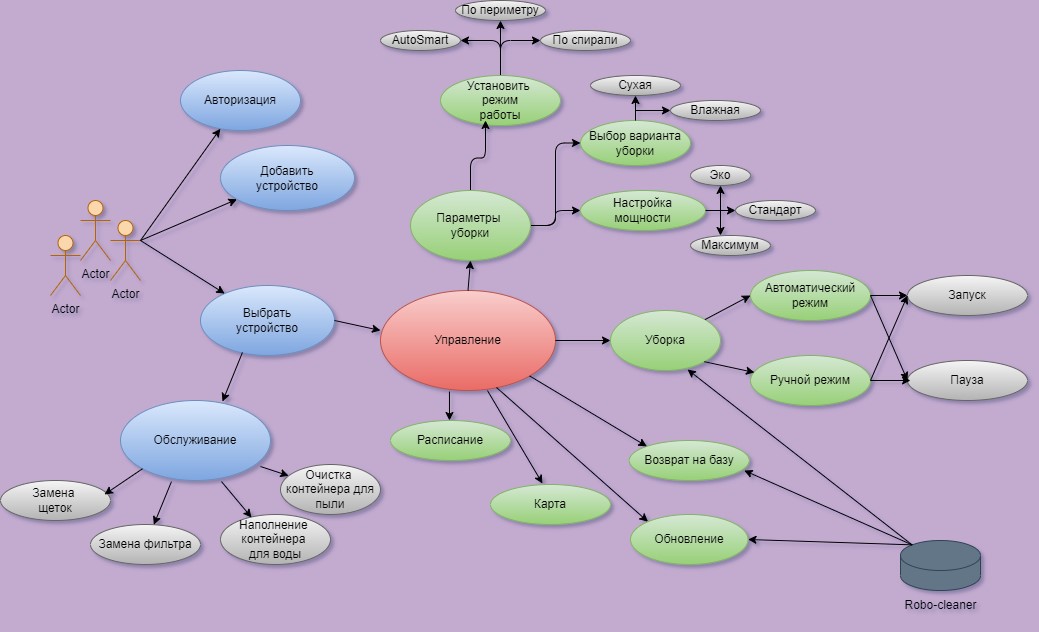 По периметру
AutoSmart
По спирали
Установить
режим
работы
Сухая
Влажная
Выбор варианта
уборки
Авторизация
Добавить
устройство
Эко
Настройка
мощности
Стандарт
Максимум
Параметры
уборки
Actor
Actor
Actor
Выбрать
устройство
Управление
Уборка
Автоматический
режим
Запуск
Ручной режим
Пауза
Обслуживание
Расписание
Возврат на базу
Карта
Обновление
Замена
щеток
Замена фильтра
Наполнение
контейнера
для воды
Очистка
контейнера для
пыли
Robo-cleaner